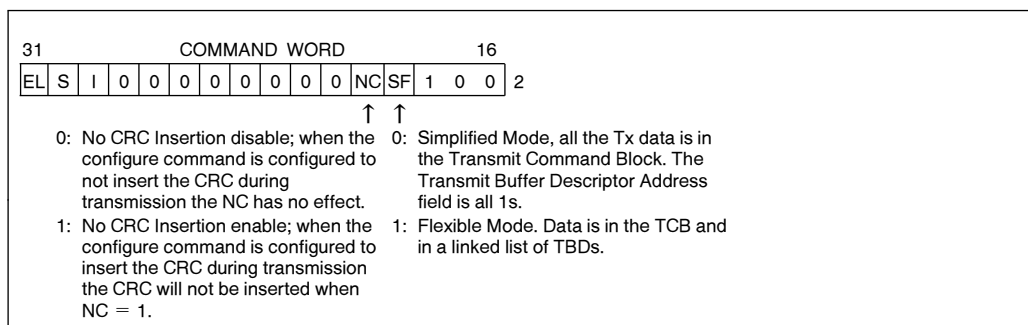 31 COMMAND WORD 16
EL S I 0 0 0 0 0 0 0 0 NC SF 1 0 0 2
↑ ↑
0: No CRC Insertion disable; when the
configure command is configured to
not insert the CRC during
transmission the NC has no effect.
1: No CRC Insertion enable; when the
configure command is configured to
insert the CRC during transmission
the CRC will not be inserted when
NC = 1.
0: Simplified Mode, all the Tx data is in
the Transmit Command Block. The
Transmit Buffer Descriptor Address
field is all 1s.
1: Flexible Mode. Data is in the TCB and
in a linked list of TBDs.